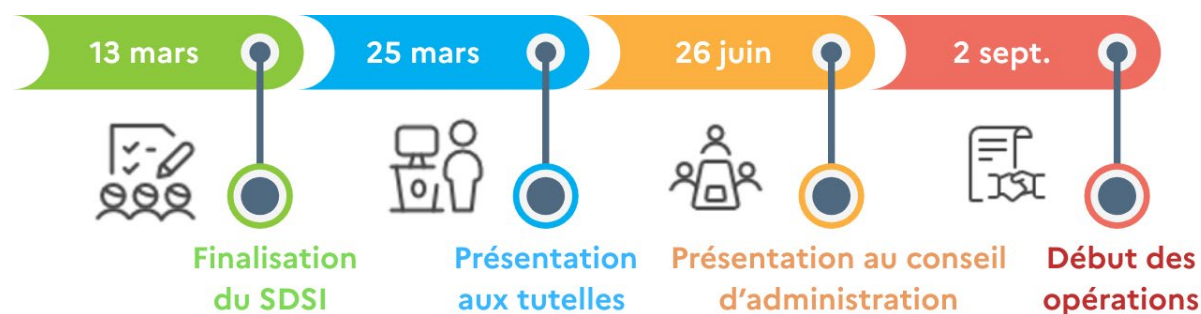 13 mars
25 mars
26 juin
2 sept.
Finalisation
du SDSI
Présentation
aux tutelles
Présentation au conseil
d'administration
Début des
opérations